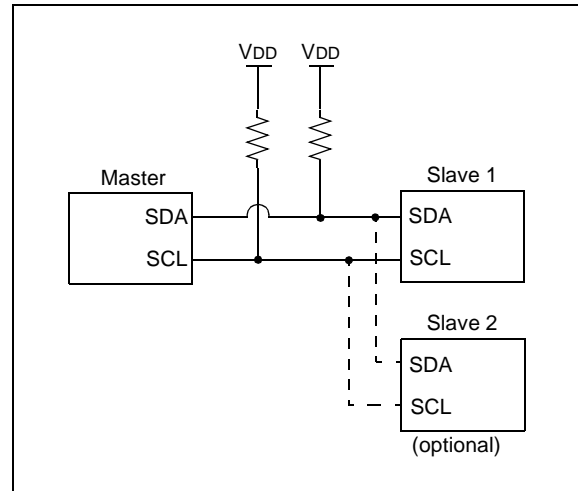 VDD VDD
Master
SDA
SCL
Slave 1
SDA
SCL
Slave 2
SDA
SCL
(optional)